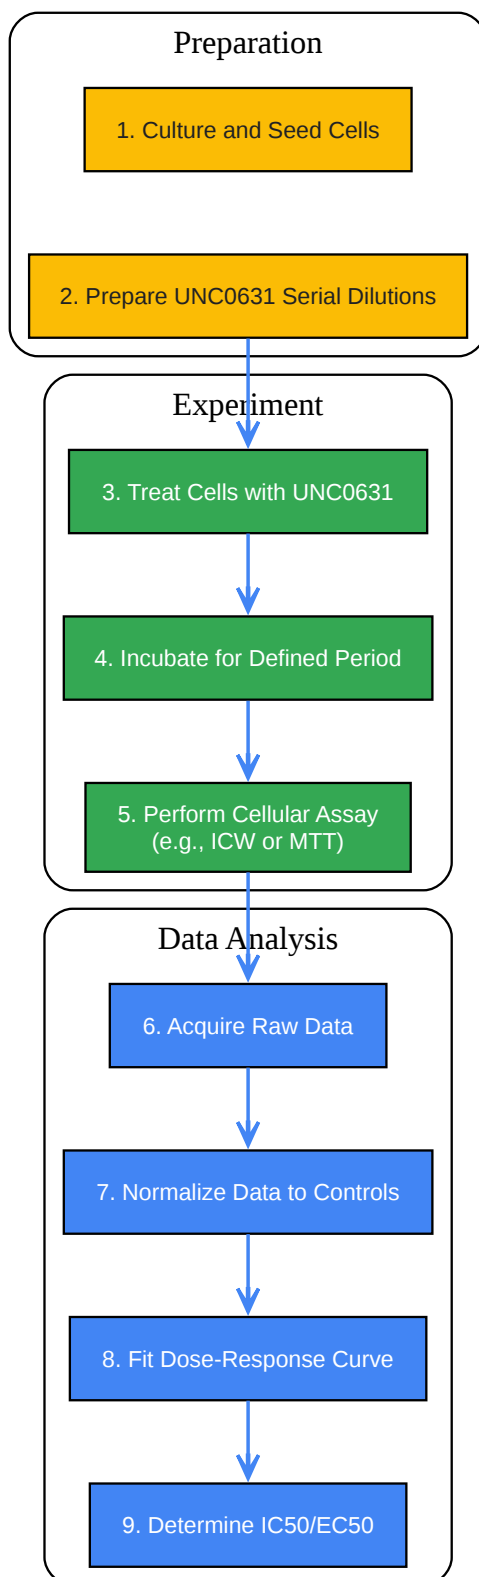 Preparation
1. Culture and Seed Cells
2. Prepare UNC0631 Serial Dilutions
Experiment
3. Treat Cells with UNC0631
4. Incubate for Defined Period
5. Perform Cellular Assay
(e.g., ICW or MTT)
Data Analysis
6. Acquire Raw Data
7. Normalize Data to Controls
8. Fit Dose-Response Curve
9. Determine IC50/EC50